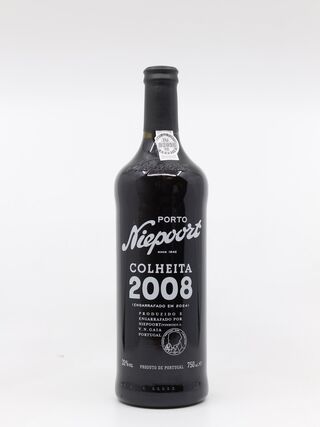 PORTO
Niepoort
SINCE 1842
COLHEITA
2008
(ENGARRAFADO EM 2024)
PRODUZIDO E
ENGARRAFADO POR
NIEPOORT
V. N. GAIA
PORTUGAL
20%
PRODUTO DE PORTUGAL
750